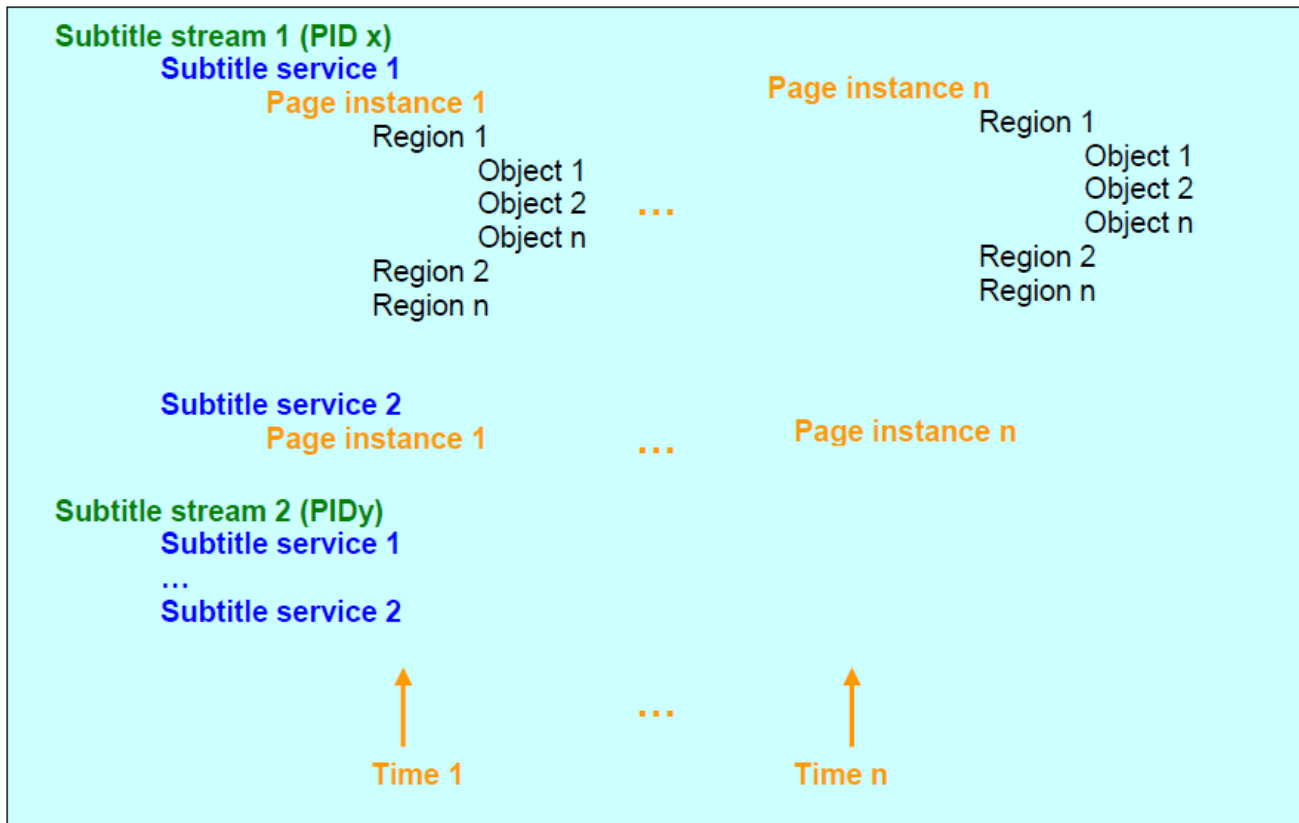 Subtitle stream 1 (PID x)
Subtitle service 1
Page instance 1
Region 1
Object 1
Object 2
Object n
Region 2
Region n
...
Page instance n
Region 1
Object 1
Object 2
Object n
Region 2
Region n
Subtitle service 2
Page instance 1
...
Page instance n
Subtitle stream 2 (PIDy)
Subtitle service 1
...
Subtitle service 2
...
Time 1
Time n